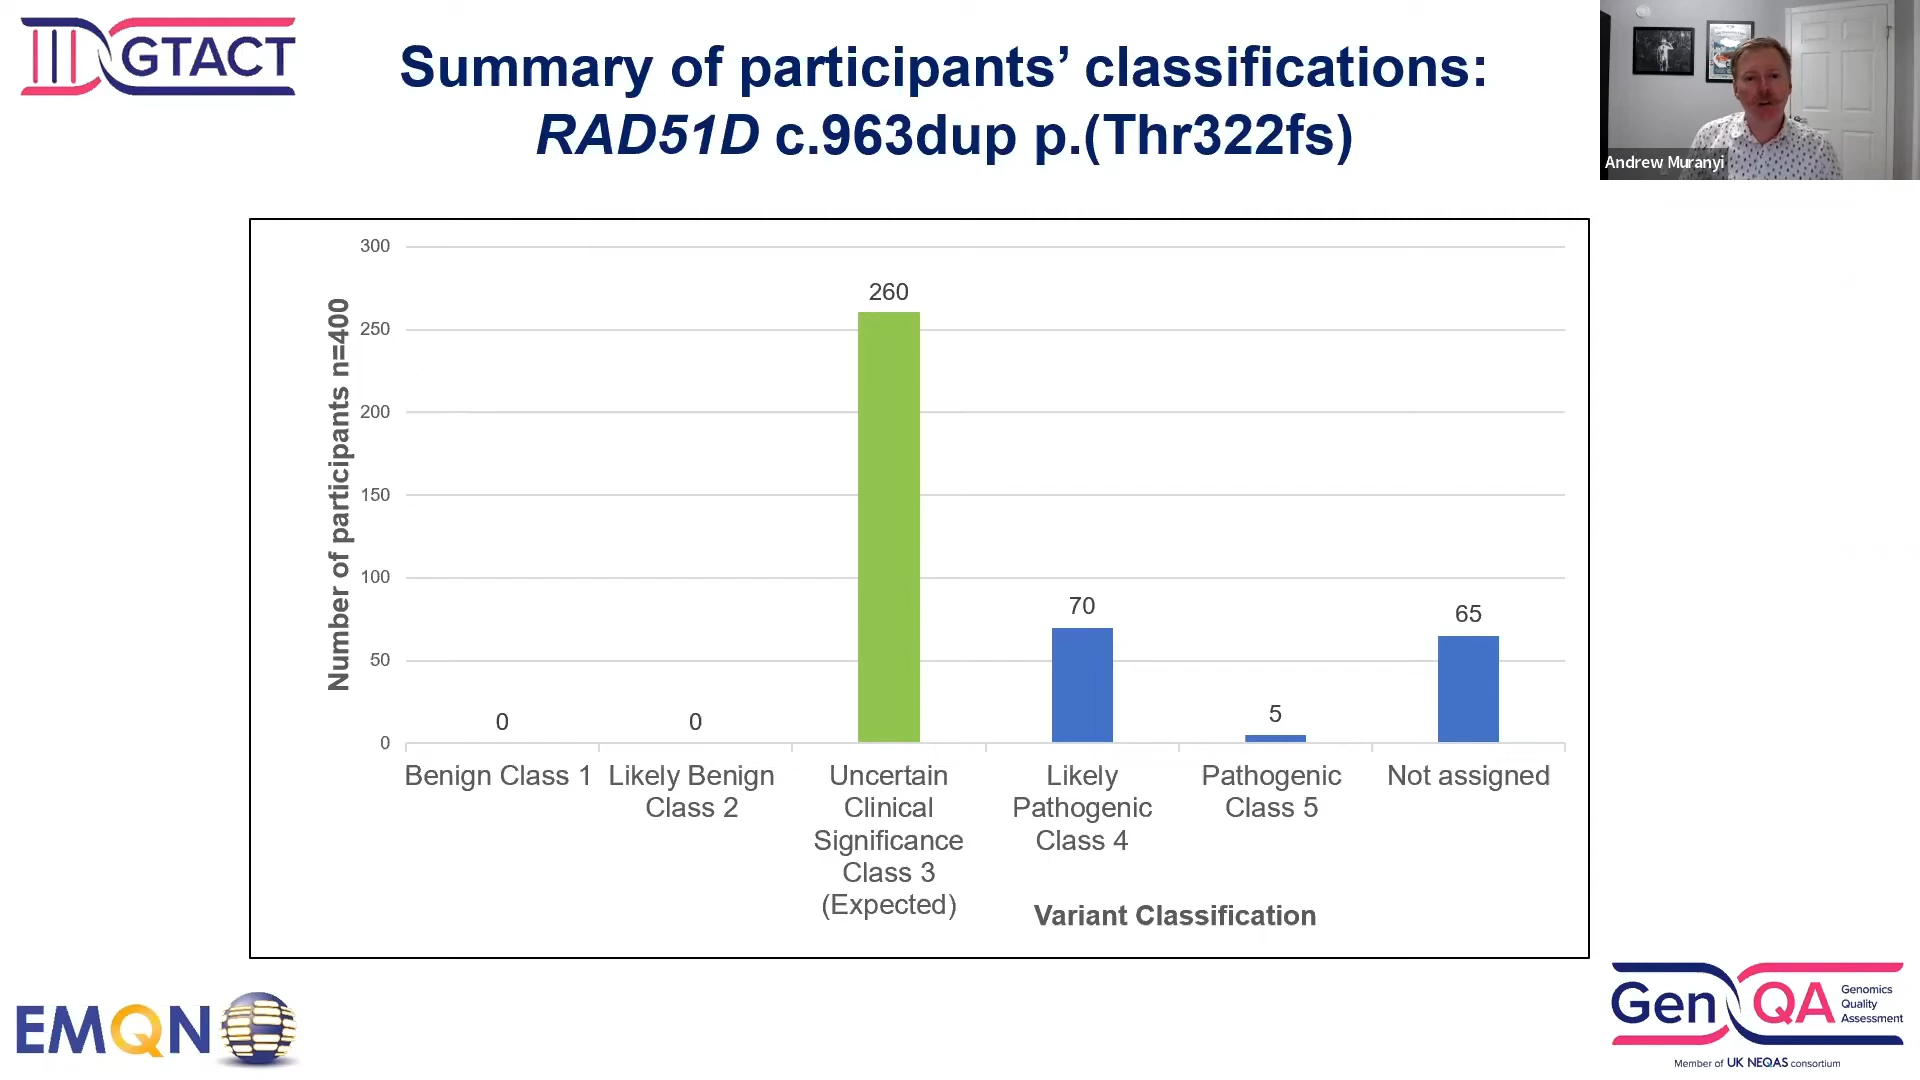 GTACT
Summary of participants’ classifications:
RAD51D c.963dup p.(Thr322fs)
Andrew Muranyi
Number of participants n=400
300
250
200
150
100
50
0
0
0
260
70
5
65
Benign Class 1
Likely Benign
Class 2
Uncertain
Clinical
Significance
Class 3
(Expected)
Likely
Pathogenic
Class 4
Pathogenic
Class 5
Not assigned
Variant Classification
EMQN
GenQA
Genomics
Quality
Assessment
Member of UK NEQAS consortium